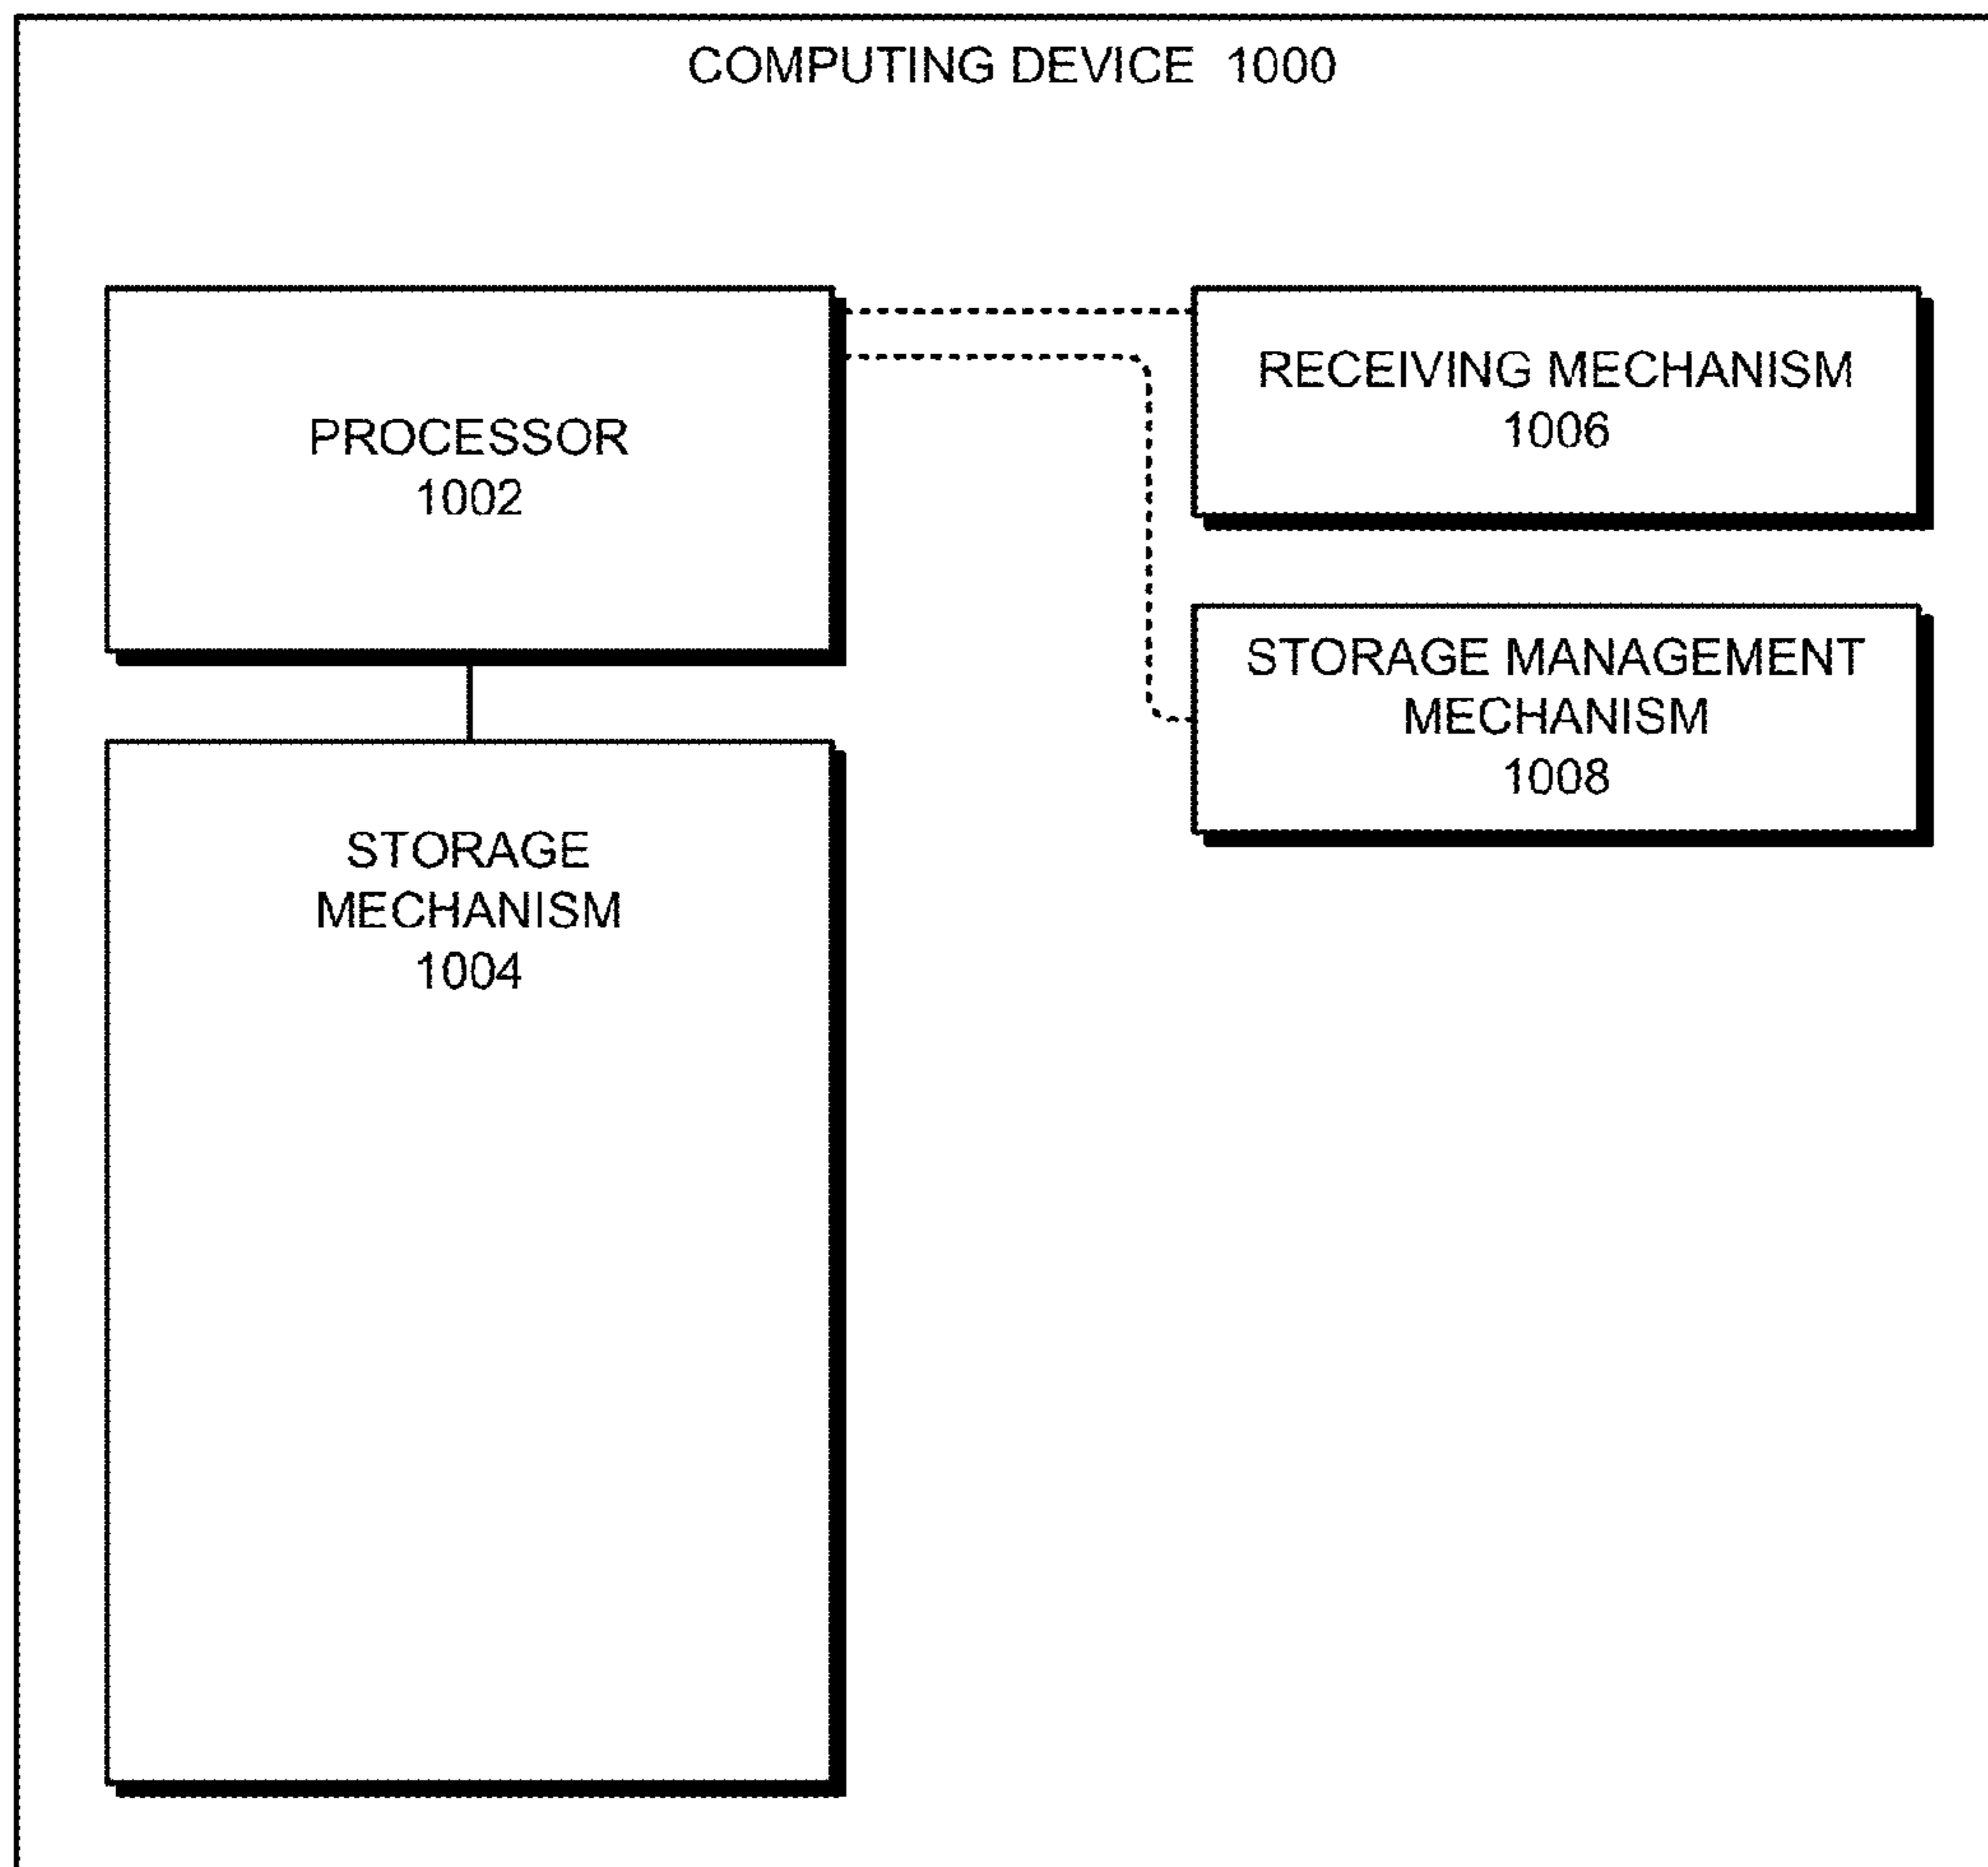 COMPUTING DEVICE 1000
PROCESSOR
1002
RECEIVING MECHANISM
1006
STORAGE MANAGEMENT
MECHANISM
1008
STORAGE
MECHANISM
1004